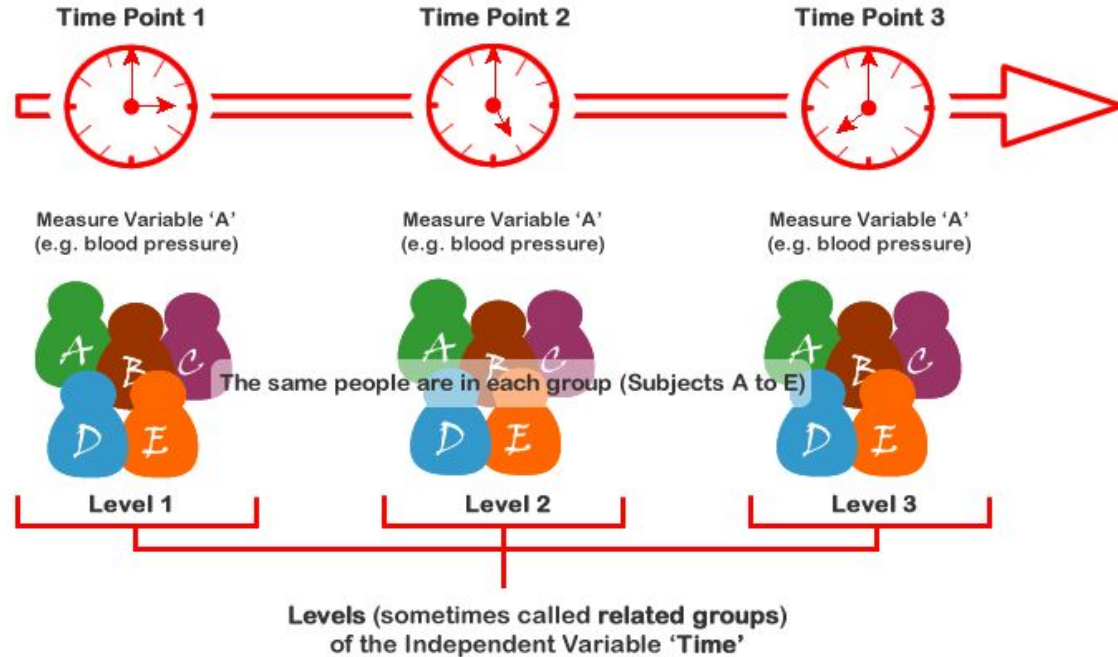 Time Point 1
Time Point 2
Time Point 3
Measure Variable ‘A’
(e.g. blood pressure)
Measure Variable ‘A’
(e.g. blood pressure)
Measure Variable ‘A’
(e.g. blood pressure)
A
B
C
D
E
A
B
C
D
E
A
B
C
D
E
The same people are in each group (Subjects A to E)
Level 1
Level 2
Level 3
Levels (sometimes called related groups)
of the Independent Variable ‘Time’